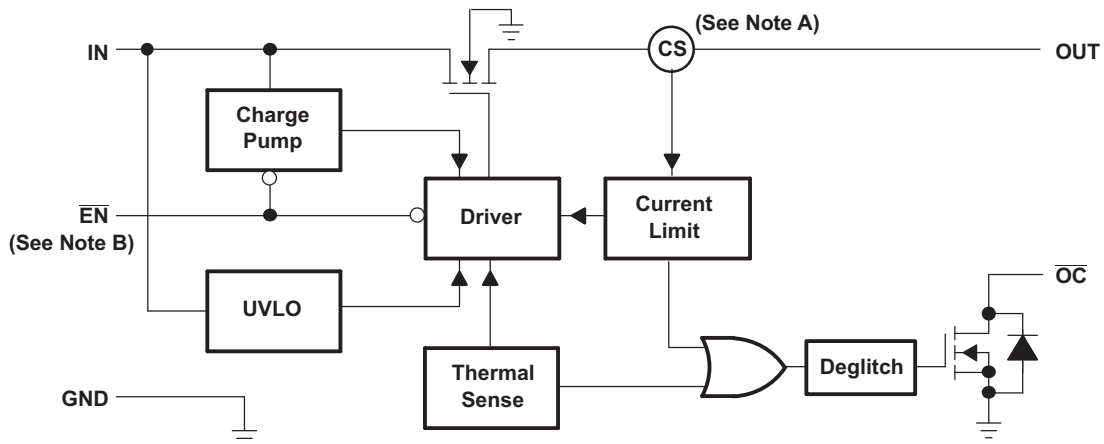 (See Note A)
IN
CS
OUT
Charge
Pump
EN
(See Note B)
Driver
Current
Limit
UVLO
OC
Thermal
Sense
Deglitch
GND